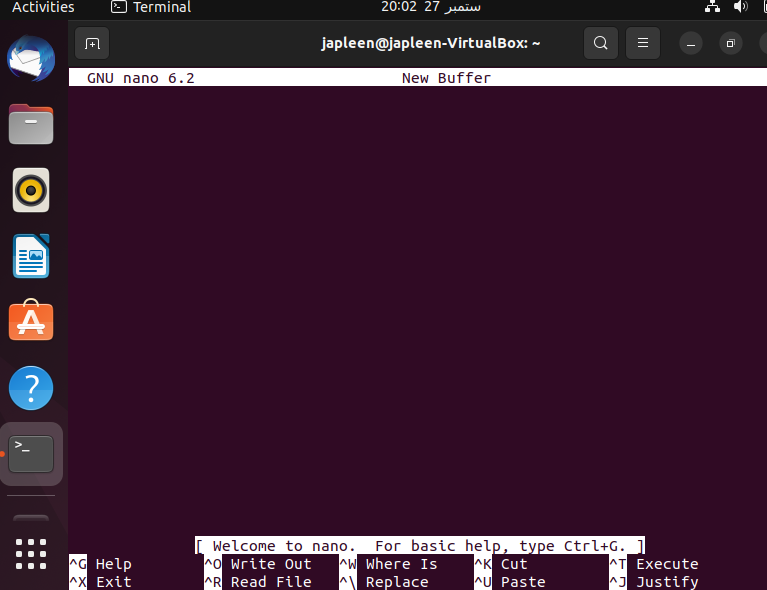 Activities Terminal 20:02 27 ستمبر
japleen@japleen-VirtualBox: ~
GNU nano 6.2 New Buffer
[ Welcome to nano.  For basic help, type Ctrl+G. ]
^G Help ^O Write Out ^W Where Is ^K Cut ^T Execute
^X Exit ^R Read File ^\ Replace ^U Paste ^J Justify